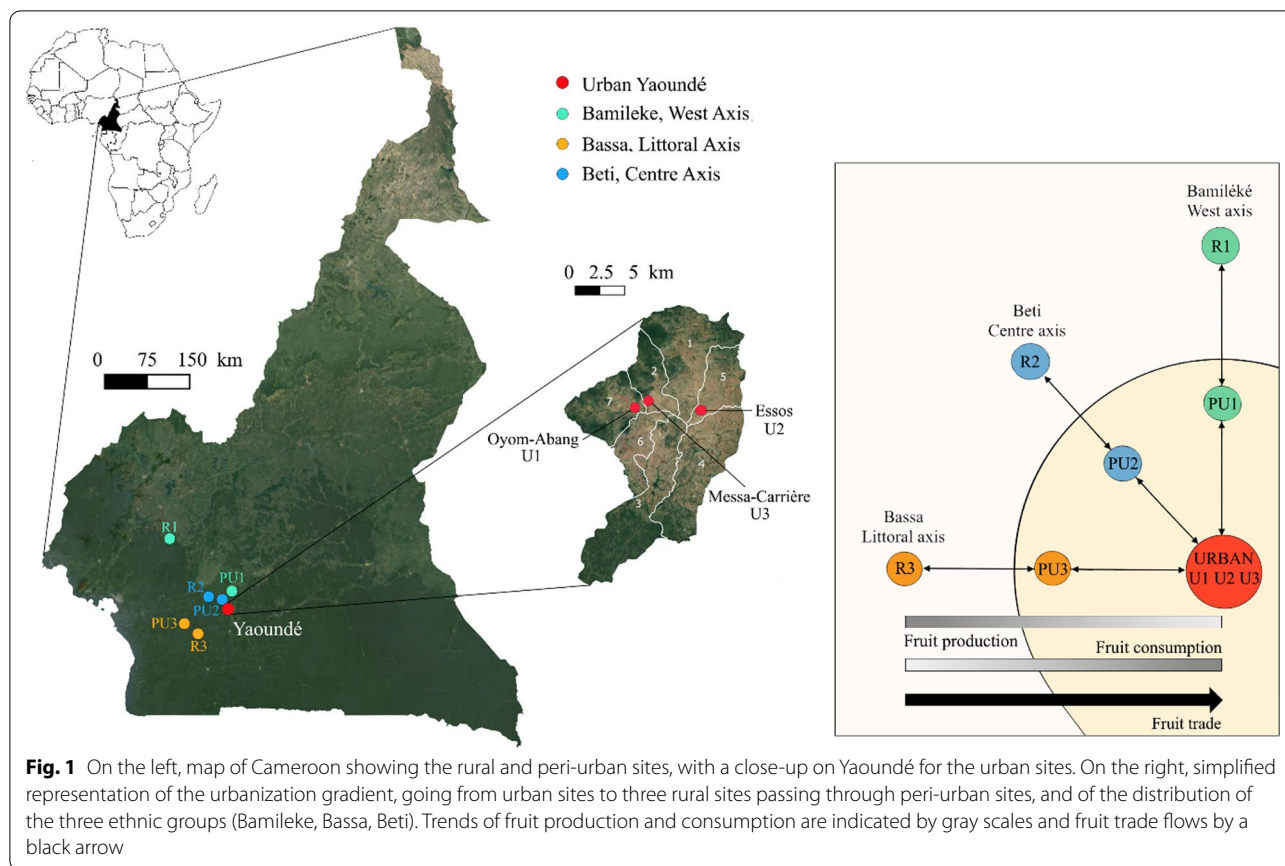 Urban Yaoundé
Bamileke, West Axis
Bassa, Littoral Axis
Beti, Centre Axis
0 75 150 km
R1
R2
PU1
PU2
PU3
R3
Yaoundé
0 2.5 5 km
1
2
5
7
6
4
3
Oyom-Abang
U1
Essos
U2
Messa-Carrière
U3
Bamiléké
West axis
R1
Beti
Centre axis
R2
PU1
PU2
Bassa
Littoral axis
R3
PU3
URBAN
U1 U2 U3
Fruit production
Fruit consumption
Fruit trade
Fig. 1 On the left, map of Cameroon showing the rural and peri-urban sites, with a close-up on Yaoundé for the urban sites. On the right, simplified
representation of the urbanization gradient, going from urban sites to three rural sites passing through peri-urban sites, and of the distribution of
the three ethnic groups (Bamileke, Bassa, Beti). Trends of fruit production and consumption are indicated by gray scales and fruit trade flows by a
black arrow